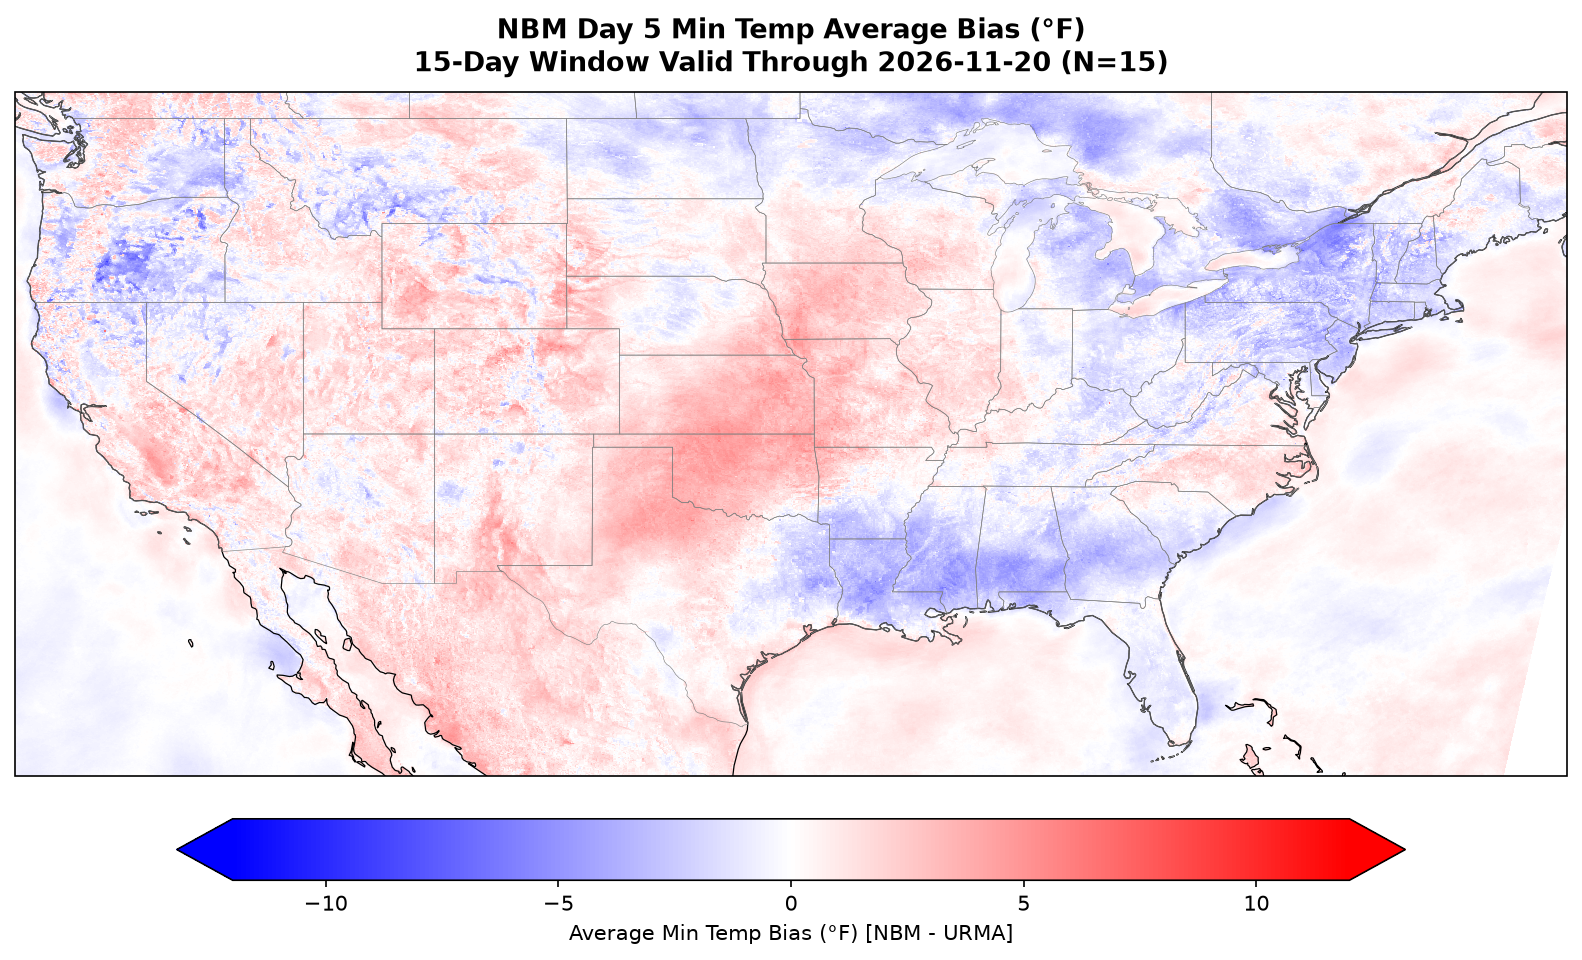 NBM Day 5 Min Temp Average Bias (°F)
15-Day Window Valid Through 2026-11-20 (N=15)
−10 −5 0 5 10
Average Min Temp Bias (°F) [NBM - URMA]